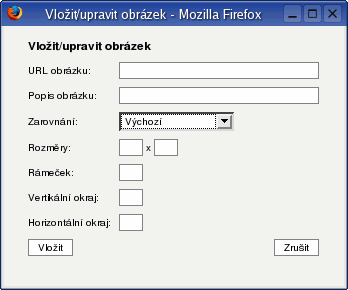 Vložit/upravit obrázek - Mozilla Firefox
Vložit/upravit obrázek
URL obrázku:
Popis obrázku:
Zarovnání: Výchozí
Rozměry: x
Rámeček:
Vertikální okraj:
Horizontální okraj:
Vložit Zrušit